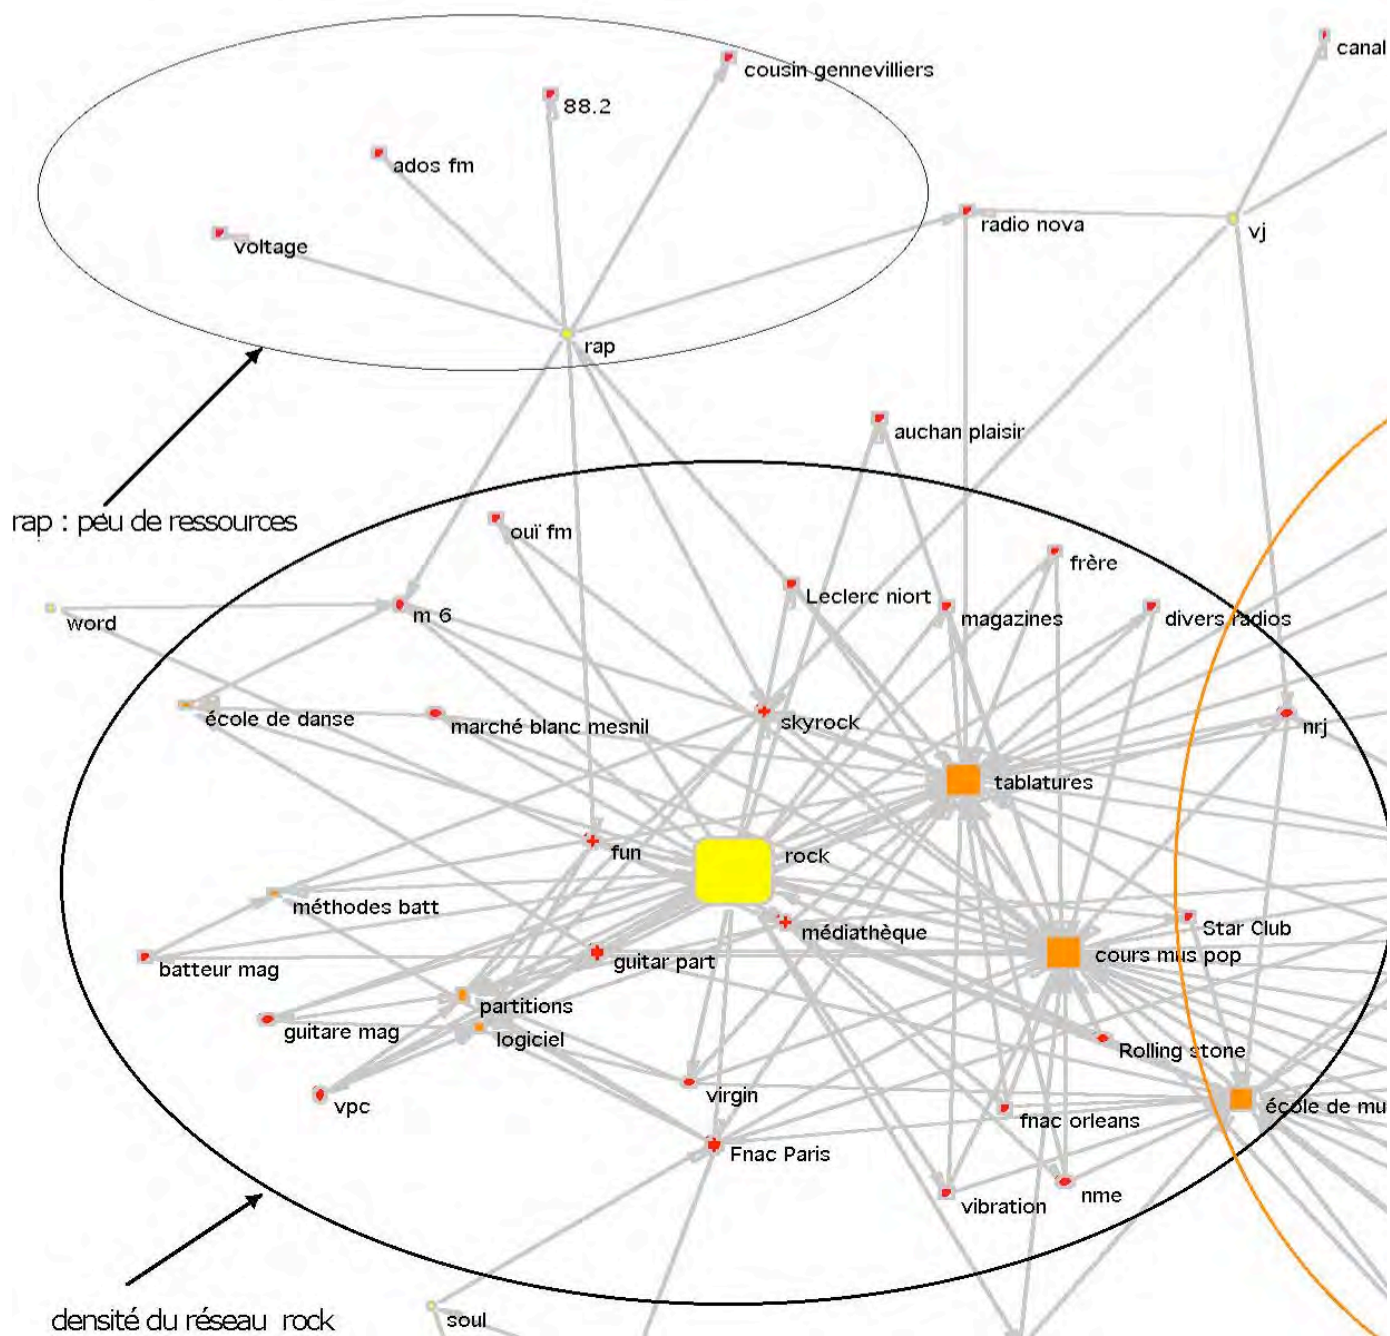 canal
cousin gennevilliers
88.2
ados fm
radio nova
vj
voltage
rap
auchan plaisir
rap : peu de ressources
ouï fm
frère
Leclerc niort
m 6
magazines
divers radios
word
école de danse
marché blanc mesnil
skyrock
nrj
tablatures
fun
rock
méthodes batt
médiathèque
Star Club
batteur mag
guitar part
cours mus pop
partitions
guitare mag
logiciel
Rolling stone
virgin
vpc
fnac orleans
école de mu
Fnac Paris
vibration
nme
densité du réseau rock
soul